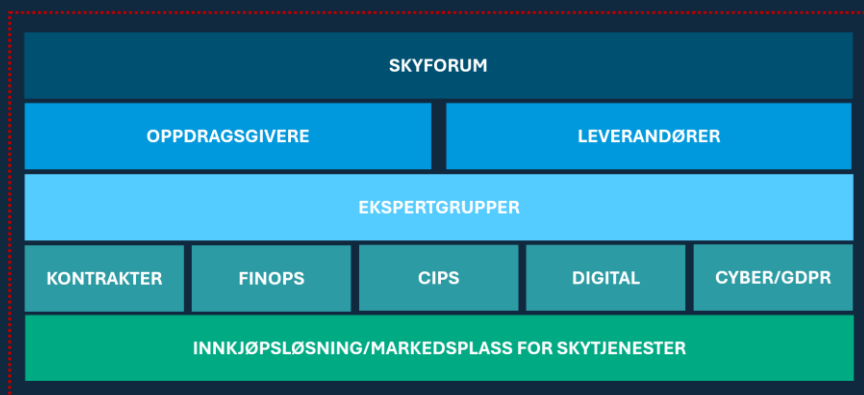 SKYFORUM
OPPDRAGSGIVERE
LEVERANDØRER
EKSPERTGRUPPER
KONTRAKTER
FINOPS
CIPS
DIGITAL
CYBER/GDPR
INNKJØPSLØSNING/MARKEDSPLASS FOR SKYTJENESTER